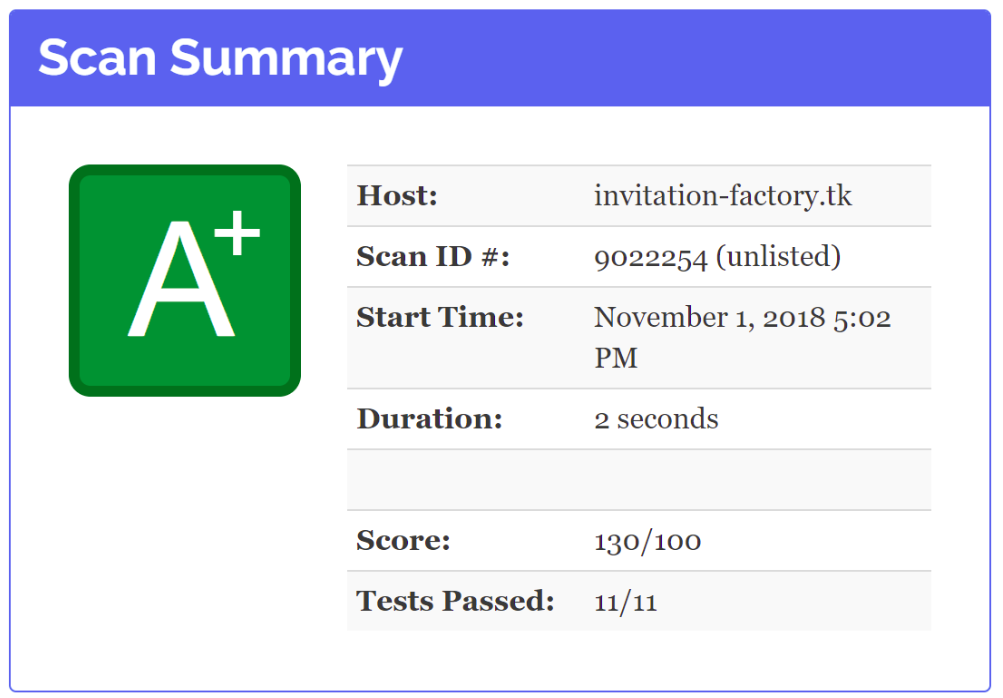 Scan Summary
A+
Host: invitation-factory.tk
Scan ID #: 9022254 (unlisted)
Start Time: November 1, 2018 5:02
PM
Duration: 2 seconds
Score: 130/100
Tests Passed: 11/11